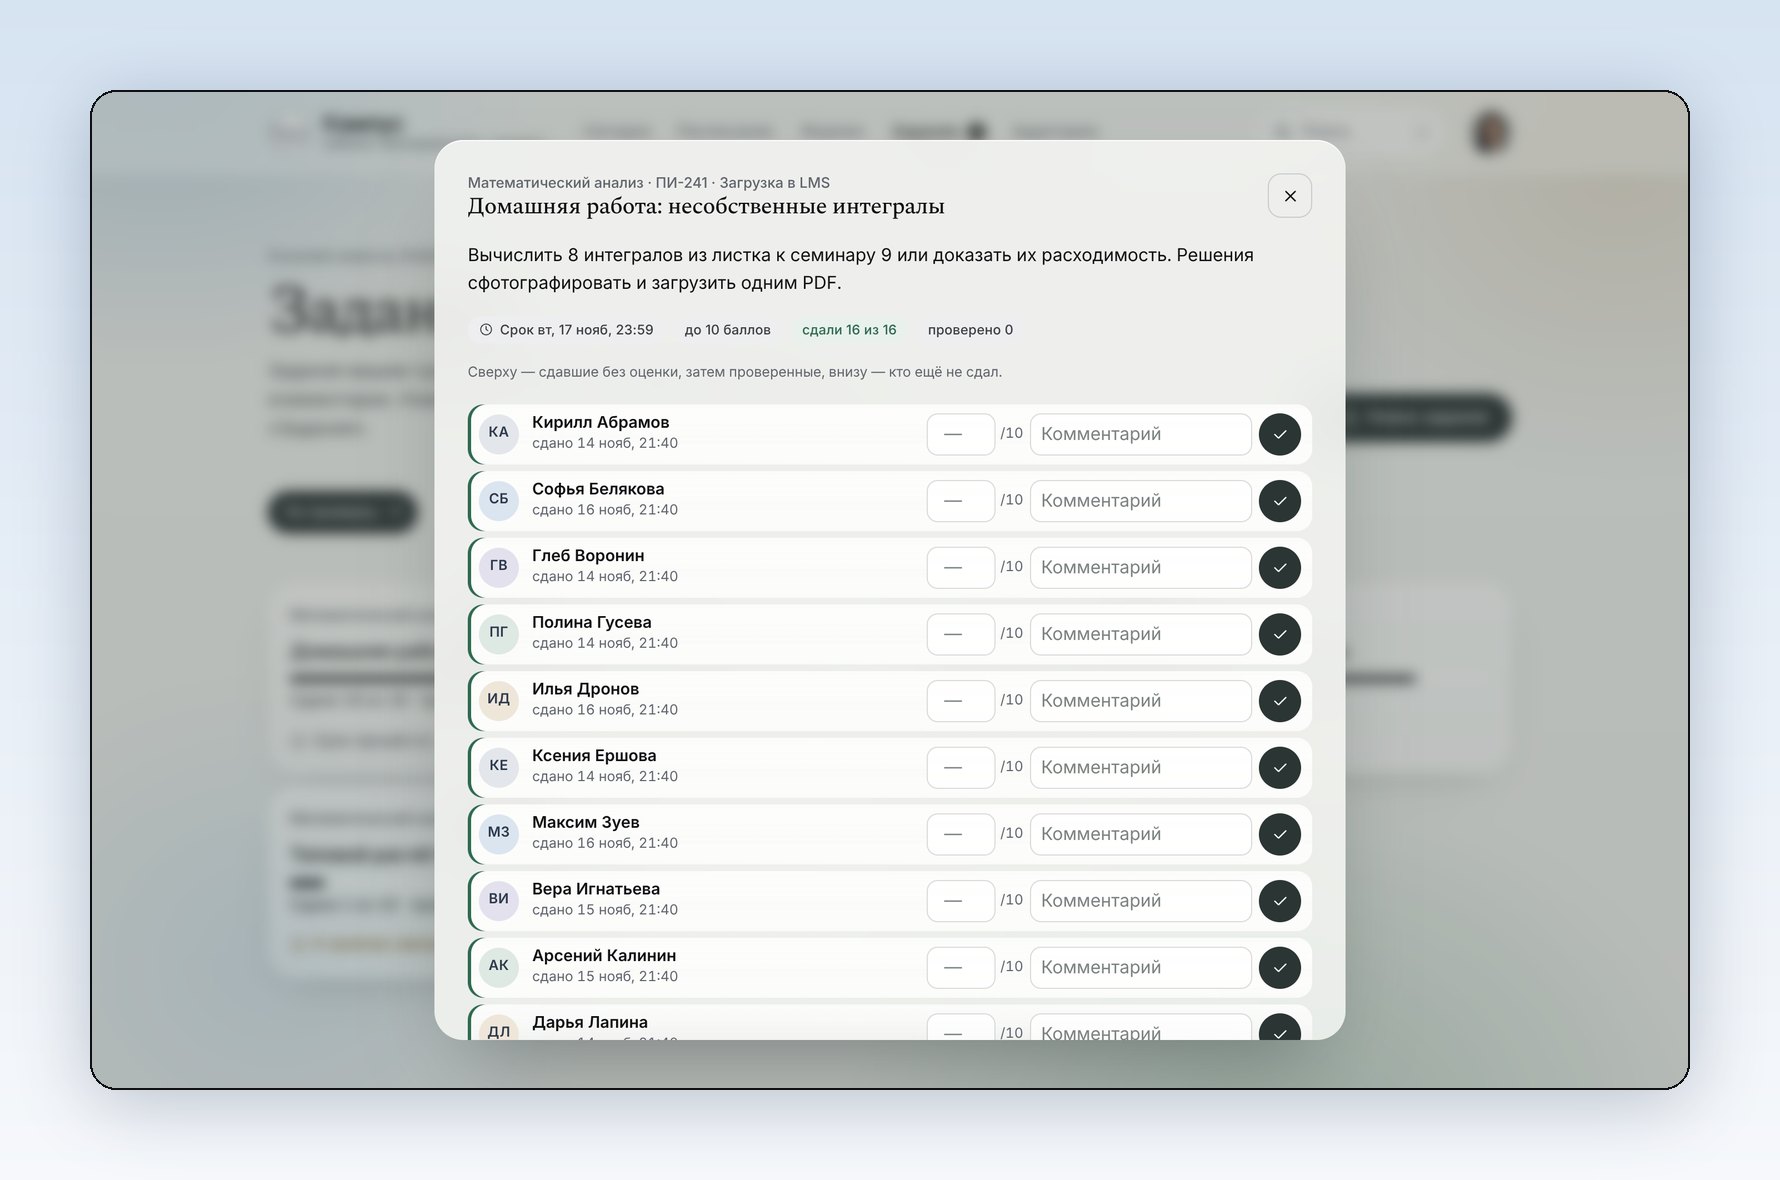 Задан
Математический анализ · ПИ-241 · Загрузка в LMS
Домашняя работа: несобственные интегралы
Вычислить 8 интегралов из листка к семинару 9 или доказать их расходимость. Решения
сфотографировать и загрузить одним PDF.
Срок вт, 17 нояб, 23:59 до 10 баллов сдали 16 из 16 проверено 0
Сверху — сдавшие без оценки, затем проверенные, внизу — кто ещё не сдал.
КА Кирилл Абрамов — /10 Комментарий
сдано 14 нояб, 21:40
СБ Софья Белякова — /10 Комментарий
сдано 16 нояб, 21:40
ГВ Глеб Воронин — /10 Комментарий
сдано 14 нояб, 21:40
ПГ Полина Гусева — /10 Комментарий
сдано 14 нояб, 21:40
ИД Илья Дронов — /10 Комментарий
сдано 16 нояб, 21:40
КЕ Ксения Ершова — /10 Комментарий
сдано 14 нояб, 21:40
МЗ Максим Зуев — /10 Комментарий
сдано 16 нояб, 21:40
ВИ Вера Игнатьева — /10 Комментарий
сдано 15 нояб, 21:40
АК Арсений Калинин — /10 Комментарий
сдано 15 нояб, 21:40
ДЛ Дарья Лапина — /10 Комментарий